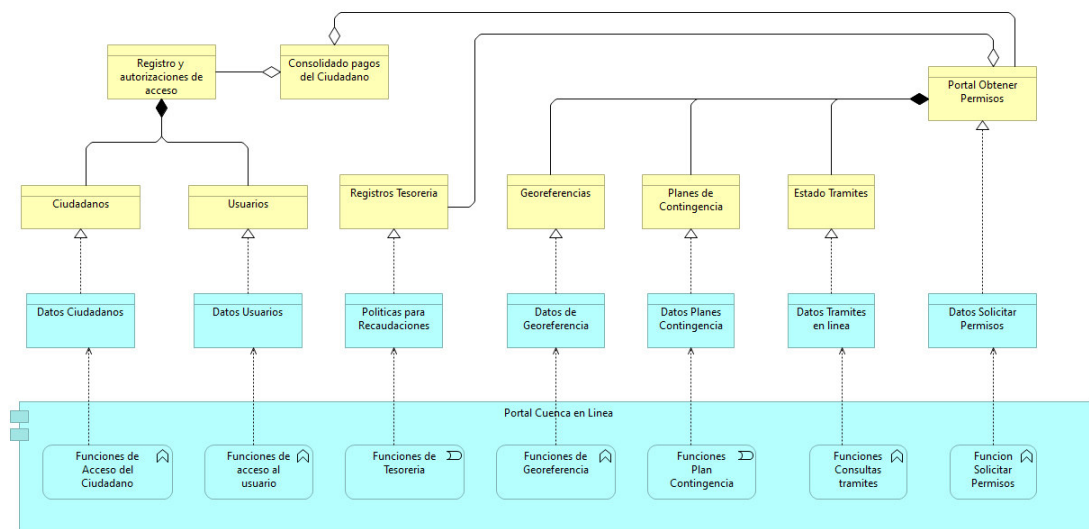 Registro y
autorizaciones de
acceso
Consolidado pagos
del Ciudadano
Portal Obtener
Permisos
Ciudadanos
Usuarios
Registros Tesoreria
Georeferencias
Planes de
Contingencia
Estado Tramites
Datos Ciudadanos
Datos Usuarios
Politicas para
Recaudaciones
Datos de
Georeferencia
Datos Planes
Contingencia
Datos Tramites
en linea
Datos Solicitar
Permisos
Portal Cuenca en Linea
Funciones de
Acceso del
Ciudadano
Funciones de
acceso al
usuario
Funciones de
Tesoreria
Funciones de
Georeferencia
Funciones
Plan
Contingencia
Funciones
Consultas
tramites
Funcion
Solicitar
Permisos